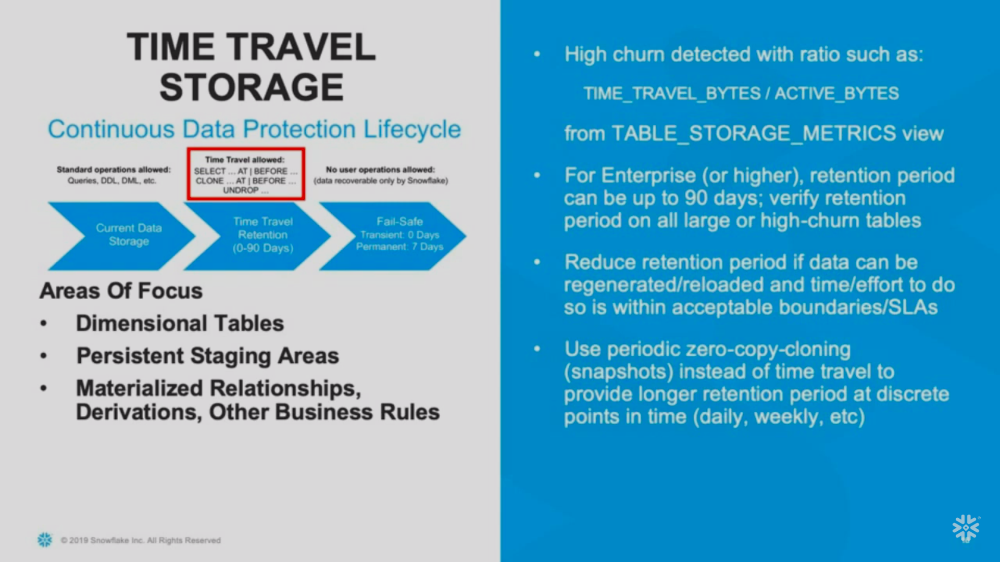 TIME TRAVEL
STORAGE
Continuous Data Protection Lifecycle
Standard operations allowed:
Queries, DDL, DML, etc.
Time Travel allowed:
SELECT ... AT | BEFORE ...
CLONE ... AT | BEFORE ...
UNDROP ...
No user operations allowed:
(data recoverable only by Snowflake)
Current Data
Storage
Time Travel
Retention
(0-90 Days)
Fail-Safe
Transient: 0 Days
Permanent: 7 Days
Areas Of Focus
• Dimensional Tables
• Persistent Staging Areas
• Materialized Relationships,
Derivations, Other Business Rules
© 2019 Snowflake Inc. All Rights Reserved
• High churn detected with ratio such as:
TIME_TRAVEL_BYTES / ACTIVE_BYTES
from TABLE_STORAGE_METRICS view
• For Enterprise (or higher), retention period
can be up to 90 days; verify retention
period on all large or high-churn tables
• Reduce retention period if data can be
regenerated/reloaded and time/effort to do
so is within acceptable boundaries/SLAs
• Use periodic zero-copy-cloning
(snapshots) instead of time travel to
provide longer retention period at discrete
points in time (daily, weekly, etc)